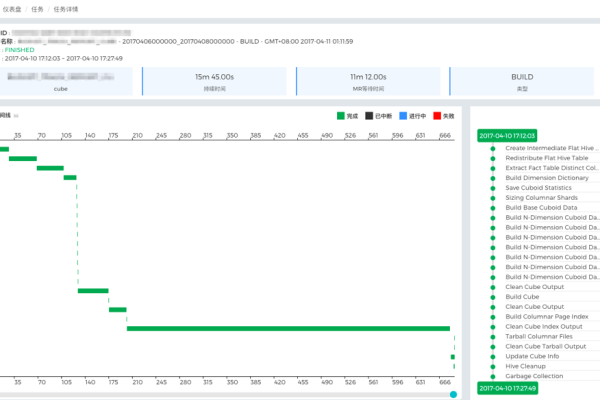 仪表盘 / 任务 / 任务详情
ID :
名称 : - 20170406000000_20170408000000 - BUILD - GMT+08:00 2017-04-11 01:11:59
: FINISHED
: 2017-04-10 17:12:03 ~ 2017-04-10 17:27:49
cube
15m 45.00s
持续时间
11m 12.00s
MR等待时间
BUILD
类型
间线
完成
已中断
进行中
失败
35 70 105 140 175 210 245 280 315 350 385 420 455 490 526 561 596 631 666
35 70 105 140 175 210 245 280 315 350 385 420 455 490 526 561 596 631 666
2017-04-10 17:12:03
Create Intermediate Flat Hive ...
Redistribute Flat Hive Table
Extract Fact Table Distinct Col...
Build Dimension Dictionary
Save Cuboid Statistics
Sizing Columnar Shards
Build Base Cuboid Data
Build N-Dimension Cuboid Da...
Build N-Dimension Cuboid Da...
Build N-Dimension Cuboid Da...
Build N-Dimension Cuboid Da...
Build N-Dimension Cuboid Da...
Build N-Dimension Cuboid Da...
Clean Cube Output
Build Cube
Clean Cube Output
Build Columnar Page Index
Clean Cube Index Output
Tarball Columnar Files
Clean Cube Tarball Output
Update Cube Info
Hive Cleanup
Garbage Collection
2017-04-10 17:27:49